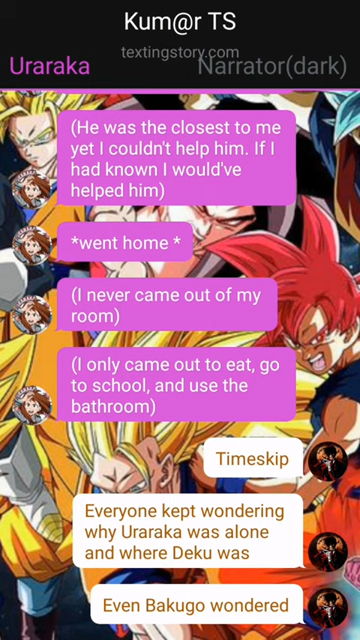 Kum@r TS
textingstory.com
Uraraka
Narrator(dark)
(He was the closest to me
yet I couldn't help him. If I
had known I would've
helped him)
*went home *
(I never came out of my
room)
(I only came out to eat, go
to school, and use the
bathroom)
Timeskip
Everyone kept wondering
why Uraraka was alone
and where Deku was
Even Bakugo wondered